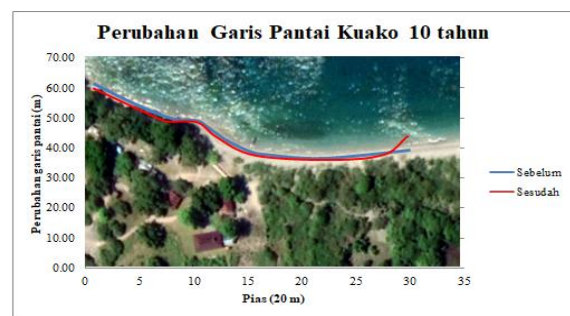 Perubahan Garis Pantai Kuako 10 tahun
70.00
60.00
50.00
40.00
30.00
20.00
10.00
0.00
Perubahan garis pantai (m)
0 5 10 15 20 25 30 35
Pias (20 m)
Sebelum
Sesudah